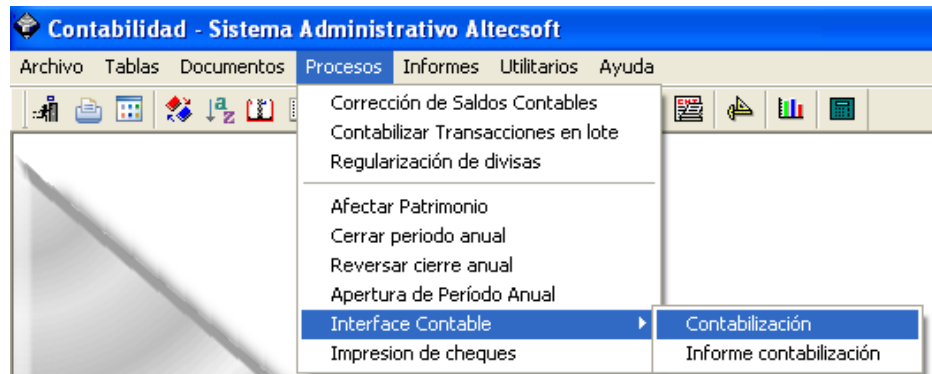 Contabilidad - Sistema Administrativo Altecsoft
Archivo Tablas Documentos Procesos Informes Utilitarios Ayuda
Corrección de Saldos Contables
Contabilizar Transacciones en lote
Regularización de divisas
Afectar Patrimonio
Cerrar periodo anual
Reversar cierre anual
Apertura de Período Anual
Interface Contable
Contabilización
Impresion de cheques
Informe contabilización